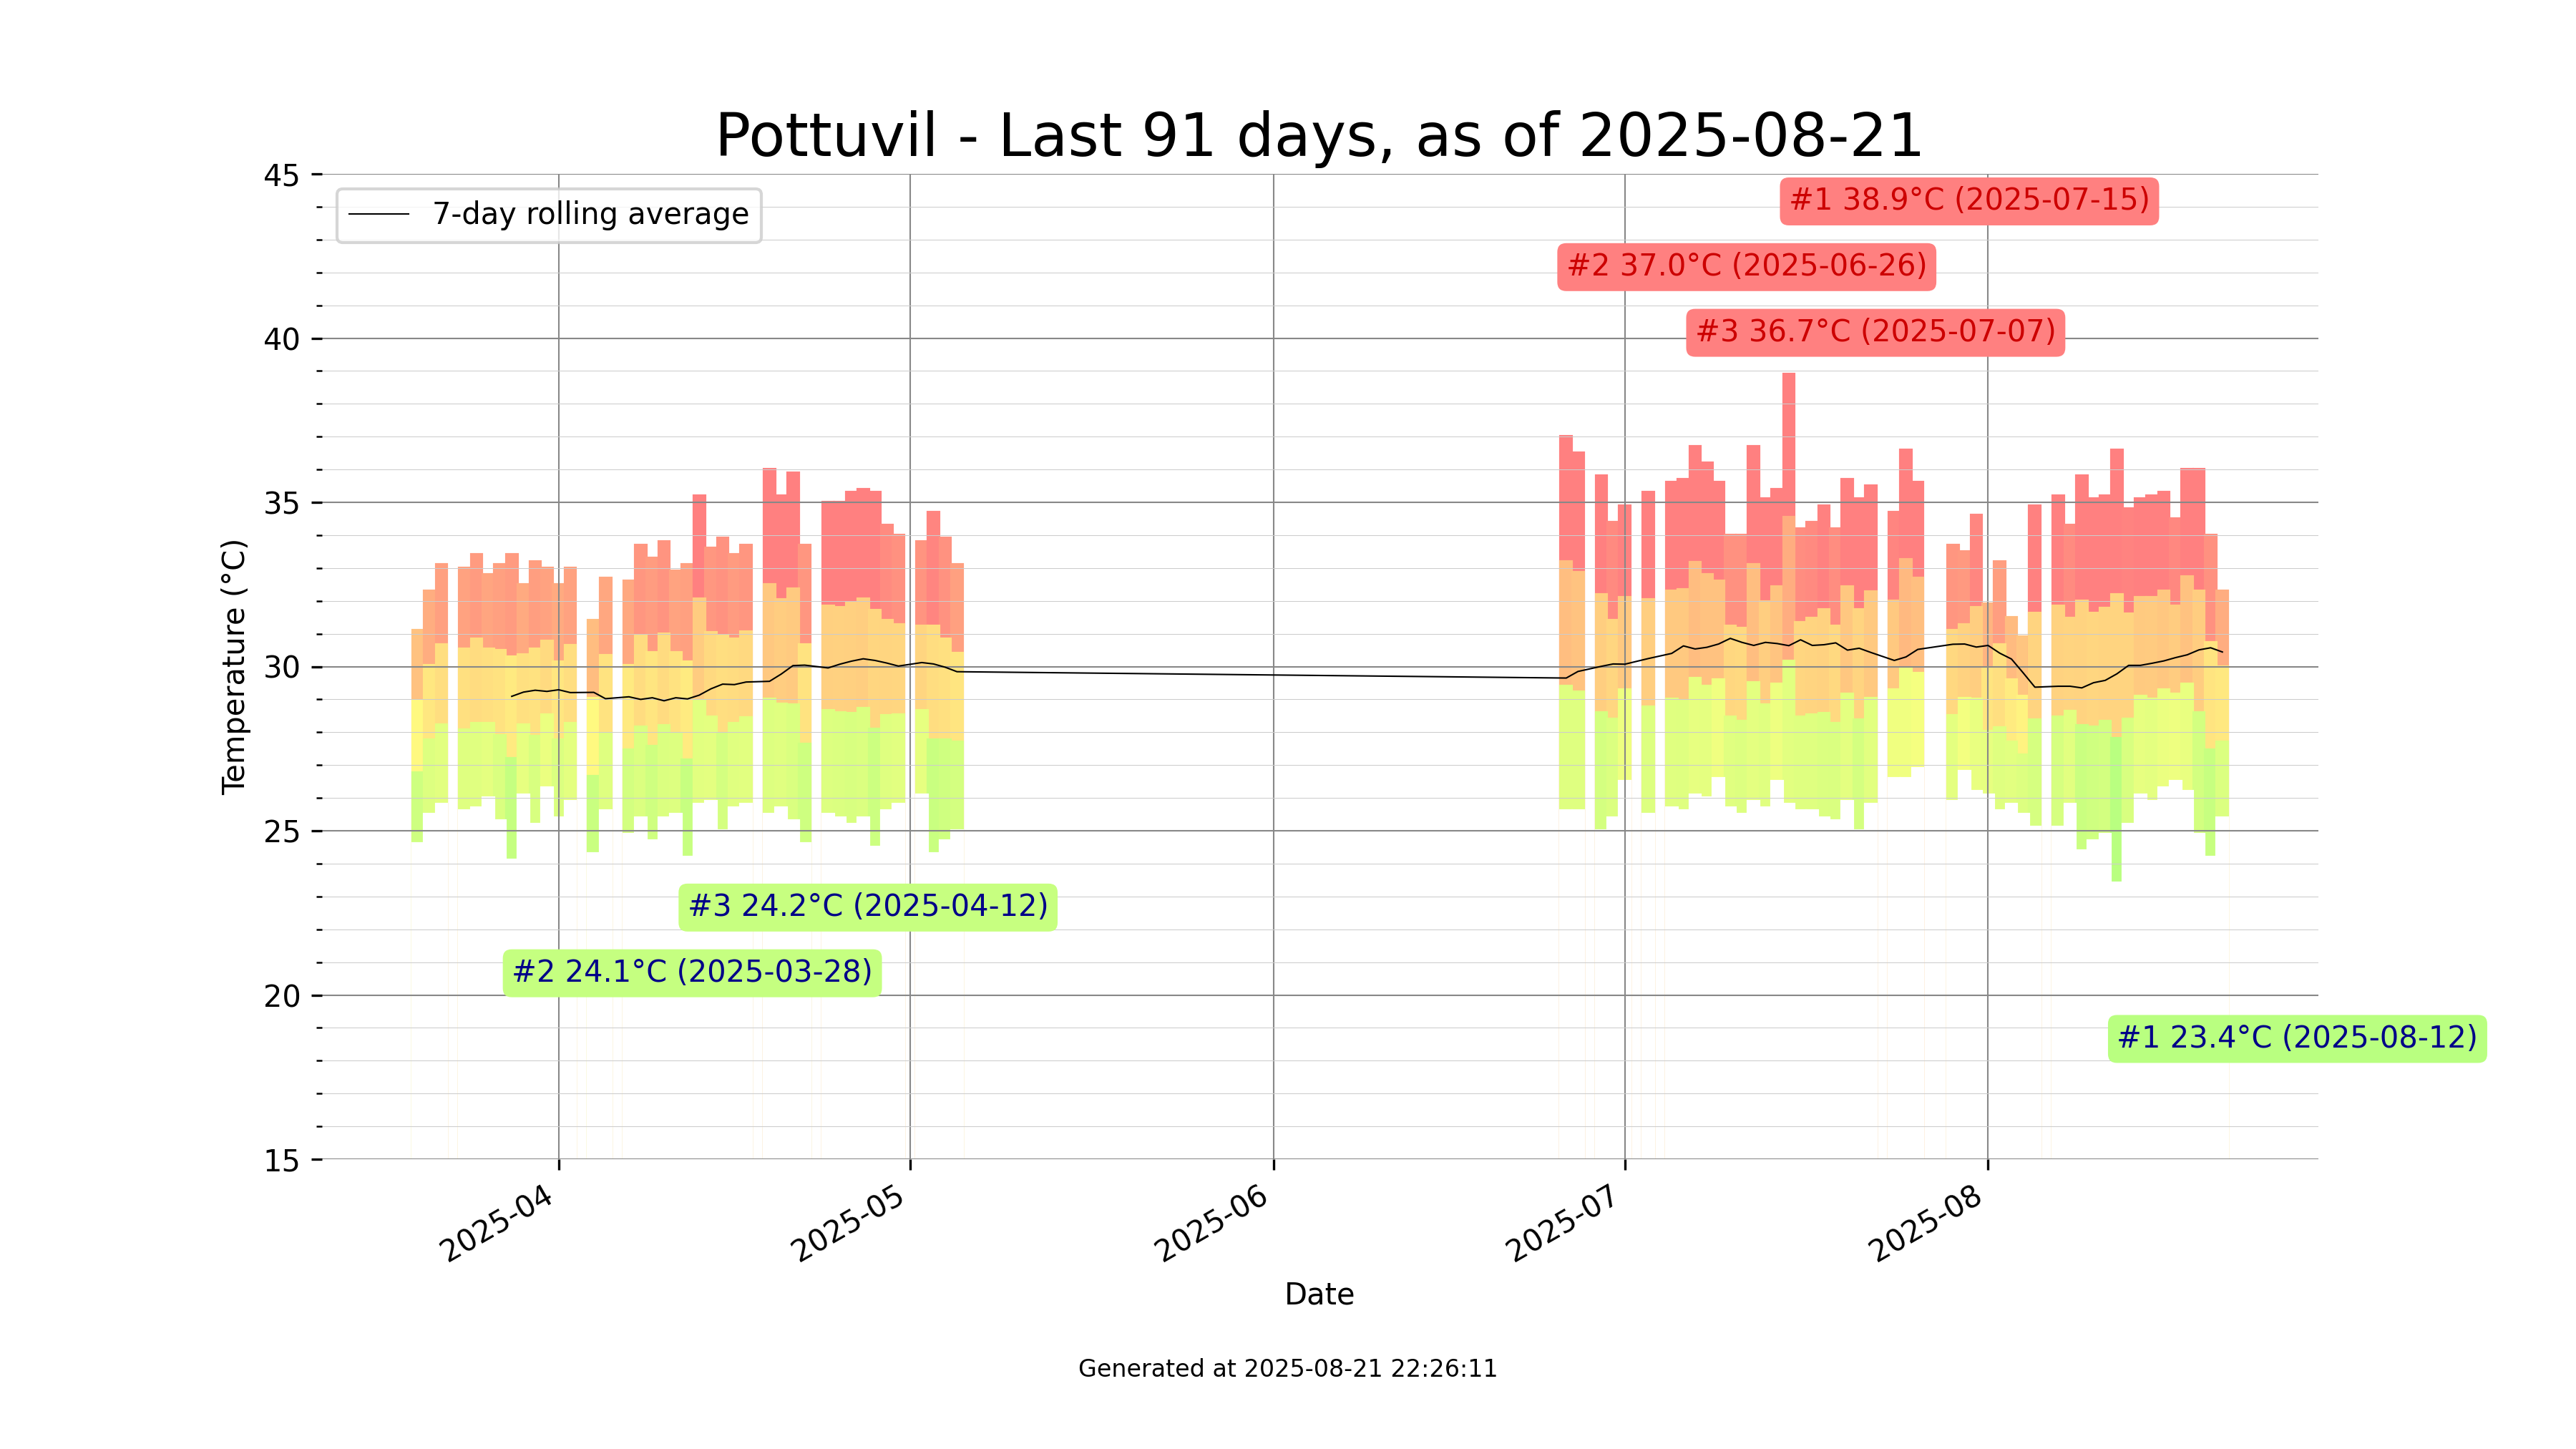 Pottuvil - Last 91 days, as of 2025-08-21
45
40
35
30
25
20
15
Temperature (°C)
7-day rolling average
#1 38.9°C (2025-07-15)
#2 37.0°C (2025-06-26)
#3 36.7°C (2025-07-07)
#3 24.2°C (2025-04-12)
#2 24.1°C (2025-03-28)
#1 23.4°C (2025-08-12)
2025-04
2025-05
2025-06
2025-07
2025-08
Date
Generated at 2025-08-21 22:26:11